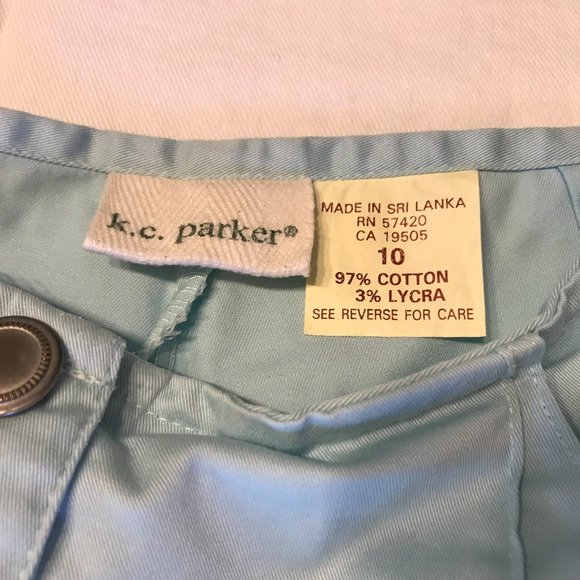 k.c. parker®
MADE IN SRI LANKA
RN 57420
CA 19505
10
97% COTTON
3% LYCRA
SEE REVERSE FOR CARE